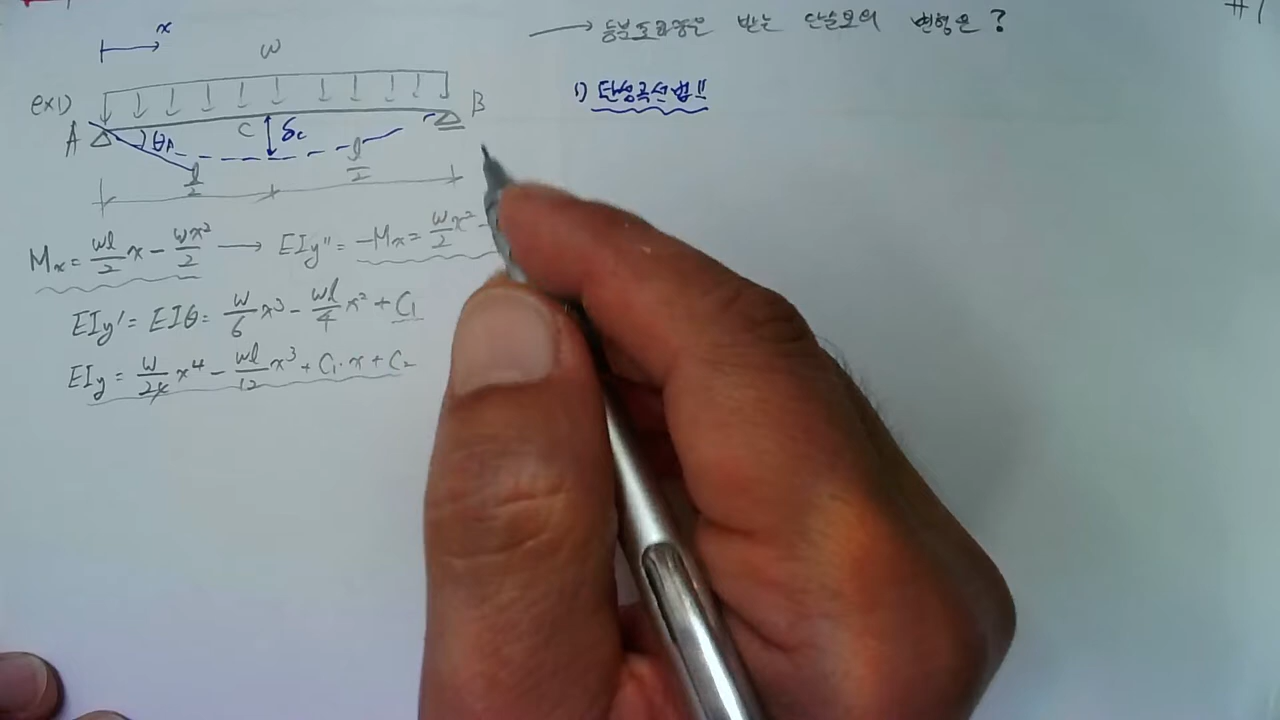 → 등분포하중을 받는 단순보의 변형은? #1
x
w
ex1)
1) 탄성곡선법!!
A θA C δc B
l/2 l/2
Mx = wl/2 x - wx²/2 → EIy'' = -Mx = w/2 x² -
EIy' = EIθ = w/6 x³ - wl/4 x² + C₁
EIy = w/24 x⁴ - wl/12 x³ + C₁·x + C₂